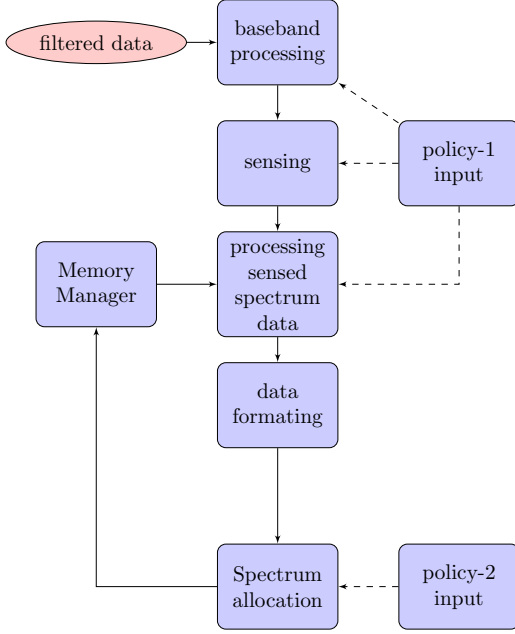 filtered data
baseband
processing
sensing
policy-1
input
Memory
Manager
processing
sensed
spectrum
data
data
formating
Spectrum
allocation
policy-2
input